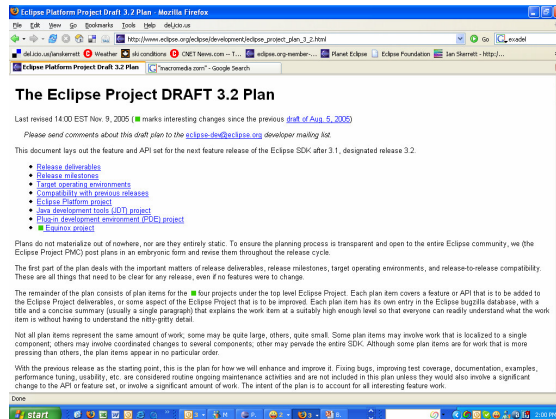 Eclipse Platform Project Draft 3.2 Plan - Mozilla Firefox
File Edit View Go Bookmarks Tools Help del.icio.us
http://www.eclipse.org/eclipse/development/eclipse_project_plan_3_2.html Go exadel
del.icio.us/ianskerrett Weather ski conditions CNET News.com -- T... eclipse.org-member-... Planet Eclipse Eclipse Foundation Ian Skerrett - http:/...
Eclipse Platform Project Draft 3.2 Plan "macromedia zorn" - Google Search
The Eclipse Project DRAFT 3.2 Plan
Last revised 14:00 EST Nov. 9, 2005 ( marks interesting changes since the previous draft of Aug. 5, 2005)
Please send comments about this draft plan to the eclipse-dev@eclipse.org developer mailing list.
This document lays out the feature and API set for the next feature release of the Eclipse SDK after 3.1, designated release 3.2.
Release deliverables
Release milestones
Target operating environments
Compatibility with previous releases
Eclipse Platform project
Java development tools (JDT) project
Plug-in development environment (PDE) project
Equinox project
Plans do not materialize out of nowhere, nor are they entirely static. To ensure the planning process is transparent and open to the entire Eclipse community, we (the
Eclipse Project PMC) post plans in an embryonic form and revise them throughout the release cycle.
The first part of the plan deals with the important matters of release deliverables, release milestones, target operating environments, and release-to-release compatibility.
These are all things that need to be clear for any release, even if no features were to change.
The remainder of the plan consists of plan items for the four projects under the top level Eclipse Project. Each plan item covers a feature or API that is to be added to
the Eclipse Project deliverables, or some aspect of the Eclipse Project that is to be improved. Each plan item has its own entry in the Eclipse bugzilla database, with a
title and a concise summary (usually a single paragraph) that explains the work item at a suitably high enough level so that everyone can readily understand what the work
item is without having to understand the nitty-gritty detail.
Not all plan items represent the same amount of work; some may be quite large, others, quite small. Some plan items may involve work that is localized to a single
component; others may involve coordinated changes to several components; other may pervade the entire SDK. Although some plan items are for work that is more
pressing than others, the plan items appear in no particular order.
With the previous release as the starting point, this is the plan for how we will enhance and improve it. Fixing bugs, improving test coverage, documentation, examples,
performance tuning, usability, etc. are considered routine ongoing maintenance activities and are not included in this plan unless they would also involve a significant
change to the API or feature set, or involve a significant amount of work. The intent of the plan is to account for all interesting feature work.
Done
start 2:00 PM